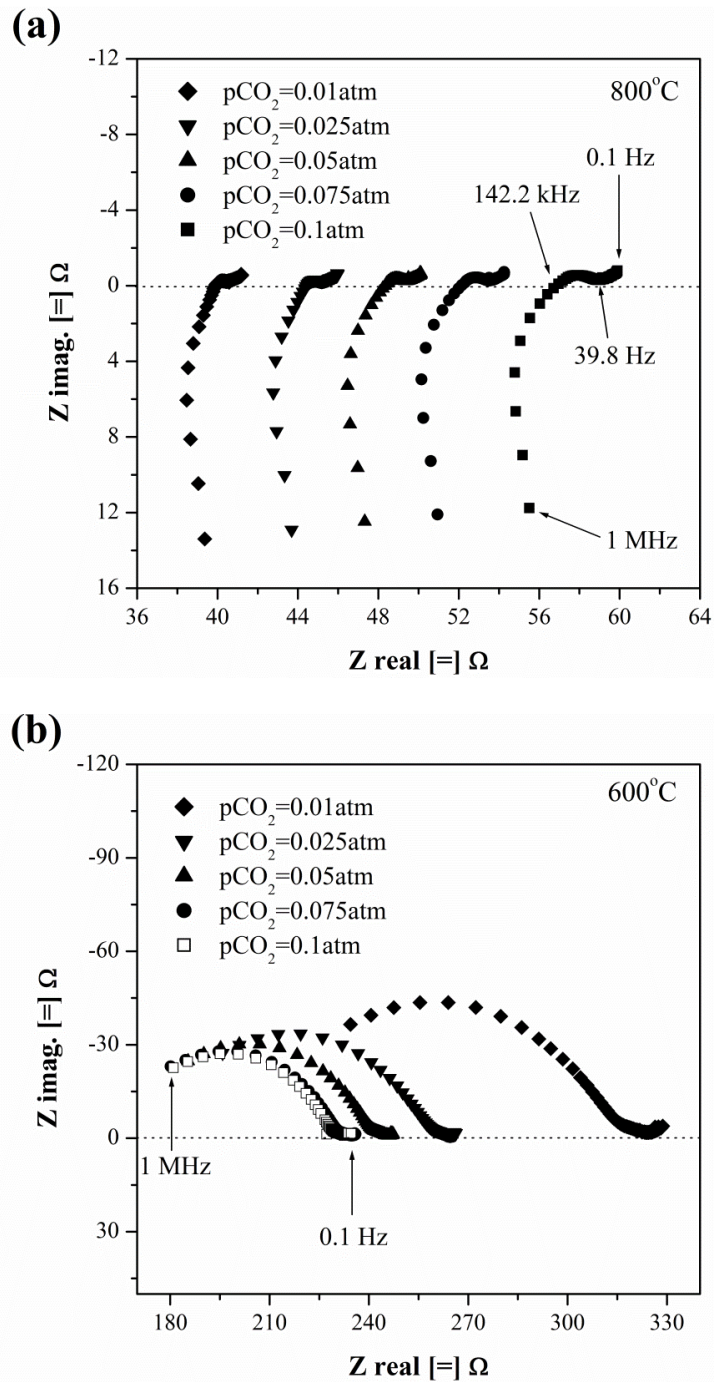 (a)
-12
-8
-4
0
4
8
12
16
36 40 44 48 52 56 60 64
Z imag. [=] Ω
Z real [=] Ω
pCO₂=0.01atm
pCO₂=0.025atm
pCO₂=0.05atm
pCO₂=0.075atm
pCO₂=0.1atm
800°C
0.1 Hz
142.2 kHz
39.8 Hz
1 MHz
(b)
-120
-90
-60
-30
0
30
180 210 240 270 300 330
Z imag. [=] Ω
Z real [=] Ω
pCO₂=0.01atm
pCO₂=0.025atm
pCO₂=0.05atm
pCO₂=0.075atm
pCO₂=0.1atm
600°C
1 MHz
0.1 Hz